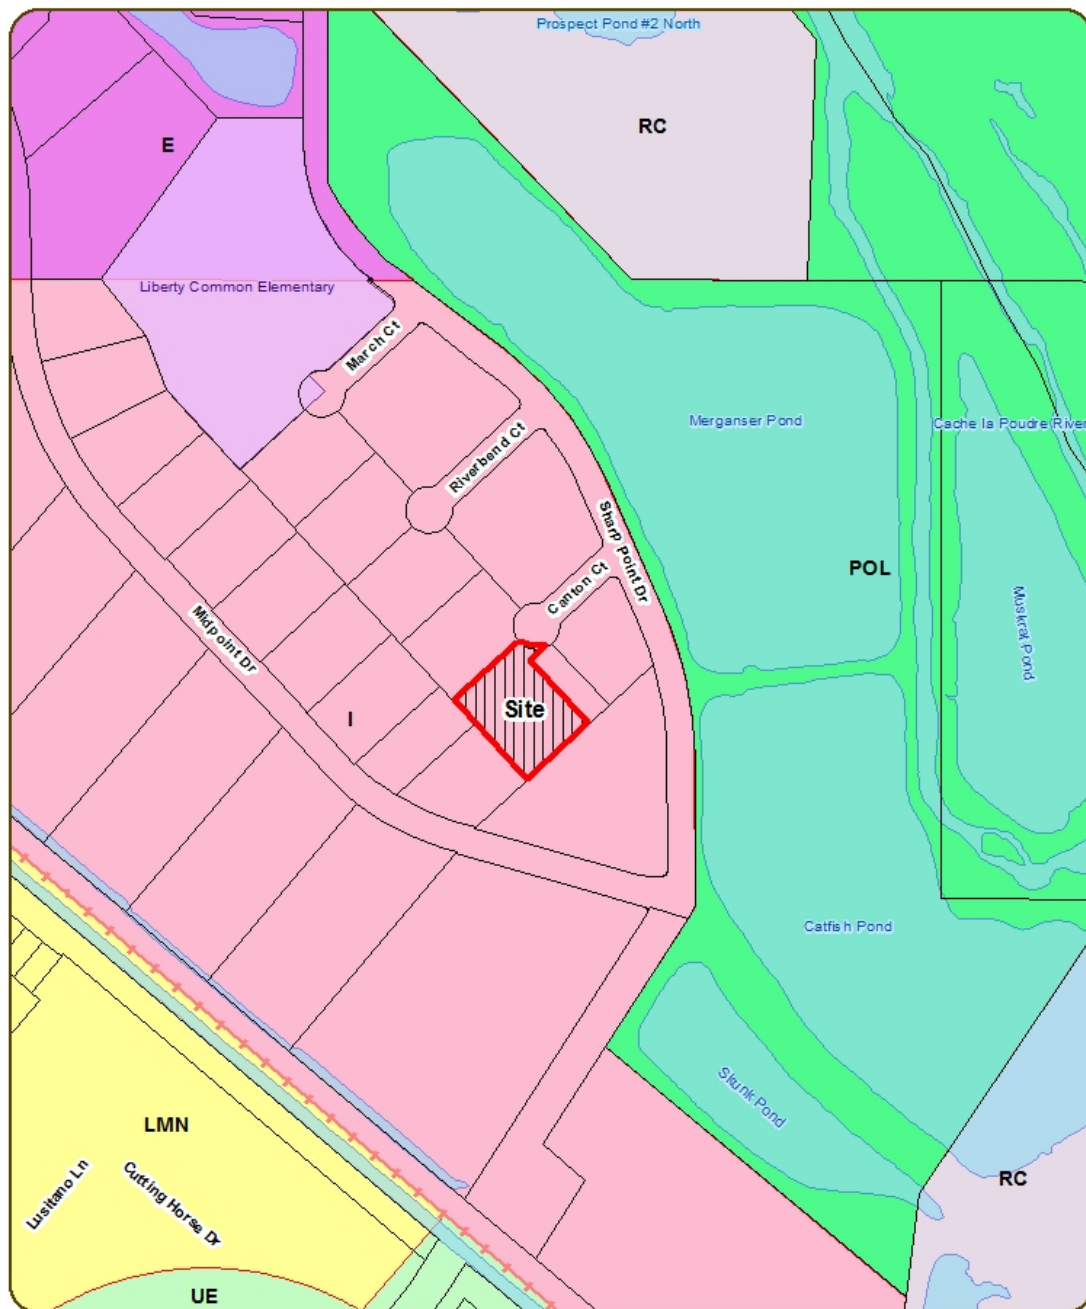 Prospect Pond #2 North
RC
E
Liberty Common Elementary
March Ct
Riverbend Ct
Merganser Pond
Cache la Poudre River
Sharp Point Dr
Canton Ct
POL
Muskrat Pond
Midpoint Dr
Site
I
Catfish Pond
Skunk Pond
LMN
RC
Lusitano Ln
Cutting Horse Dr
UE